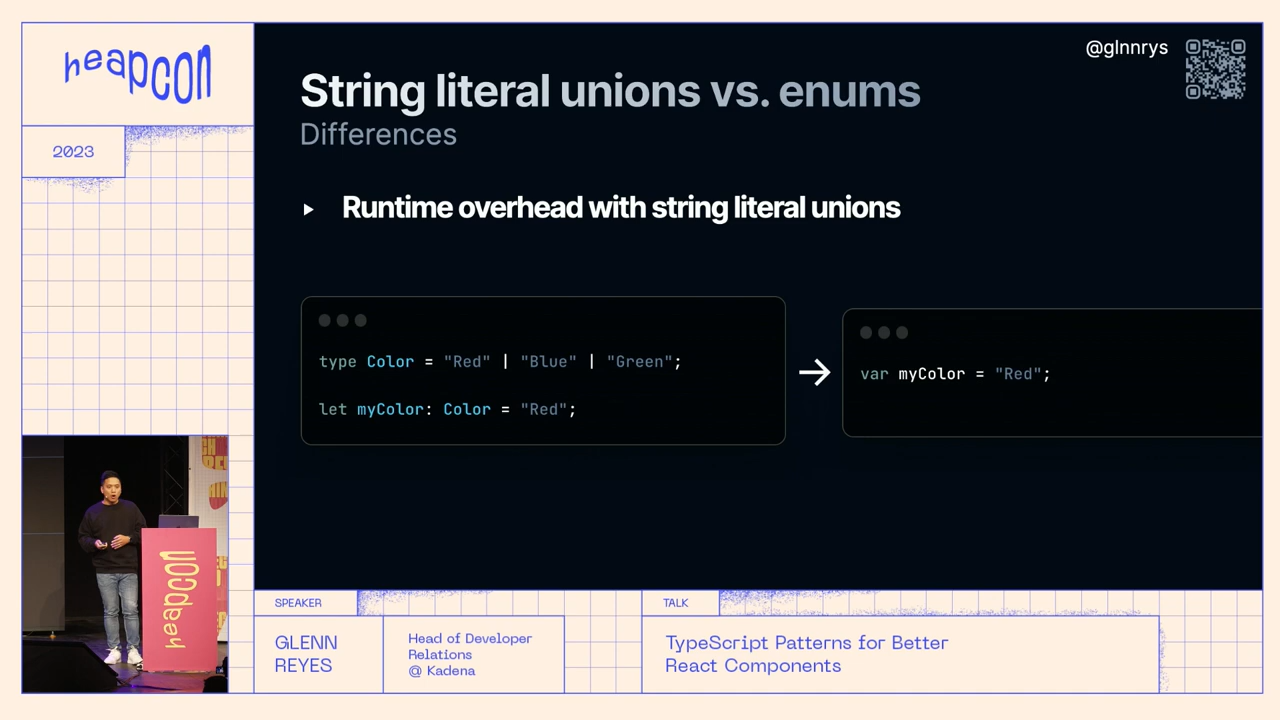 heapcon
2023
@glnnrys
String literal unions vs. enums
Differences
Runtime overhead with string literal unions
type Color = "Red" | "Blue" | "Green";
let myColor: Color = "Red";
var myColor = "Red";
heapcon
SPEAKER
GLENN
REYES
Head of Developer
Relations
@ Kadena
TALK
TypeScript Patterns for Better
React Components